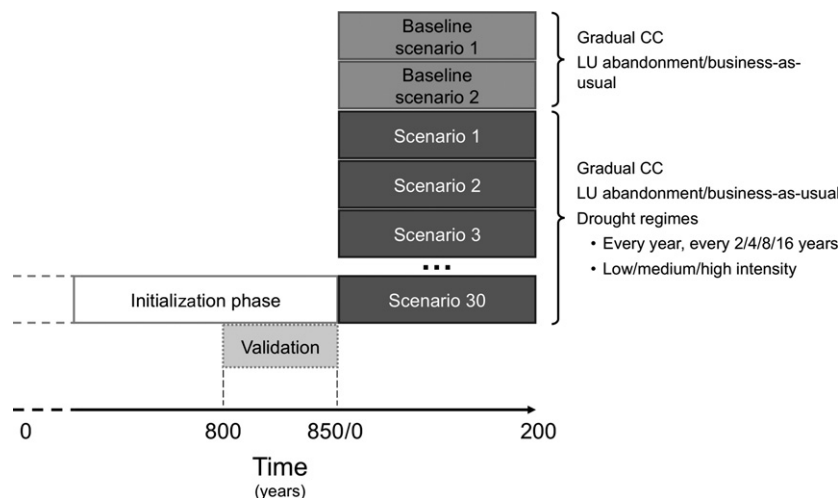 Baseline
scenario 1
Baseline
scenario 2
Scenario 1
Scenario 2
Scenario 3
...
Initialization phase
Scenario 30
Validation
Gradual CC
LU abandonment/business-as-
usual
Gradual CC
LU abandonment/business-as-usual
Drought regimes
• Every year, every 2/4/8/16 years
• Low/medium/high intensity
0
800
850/0
200
Time
(years)